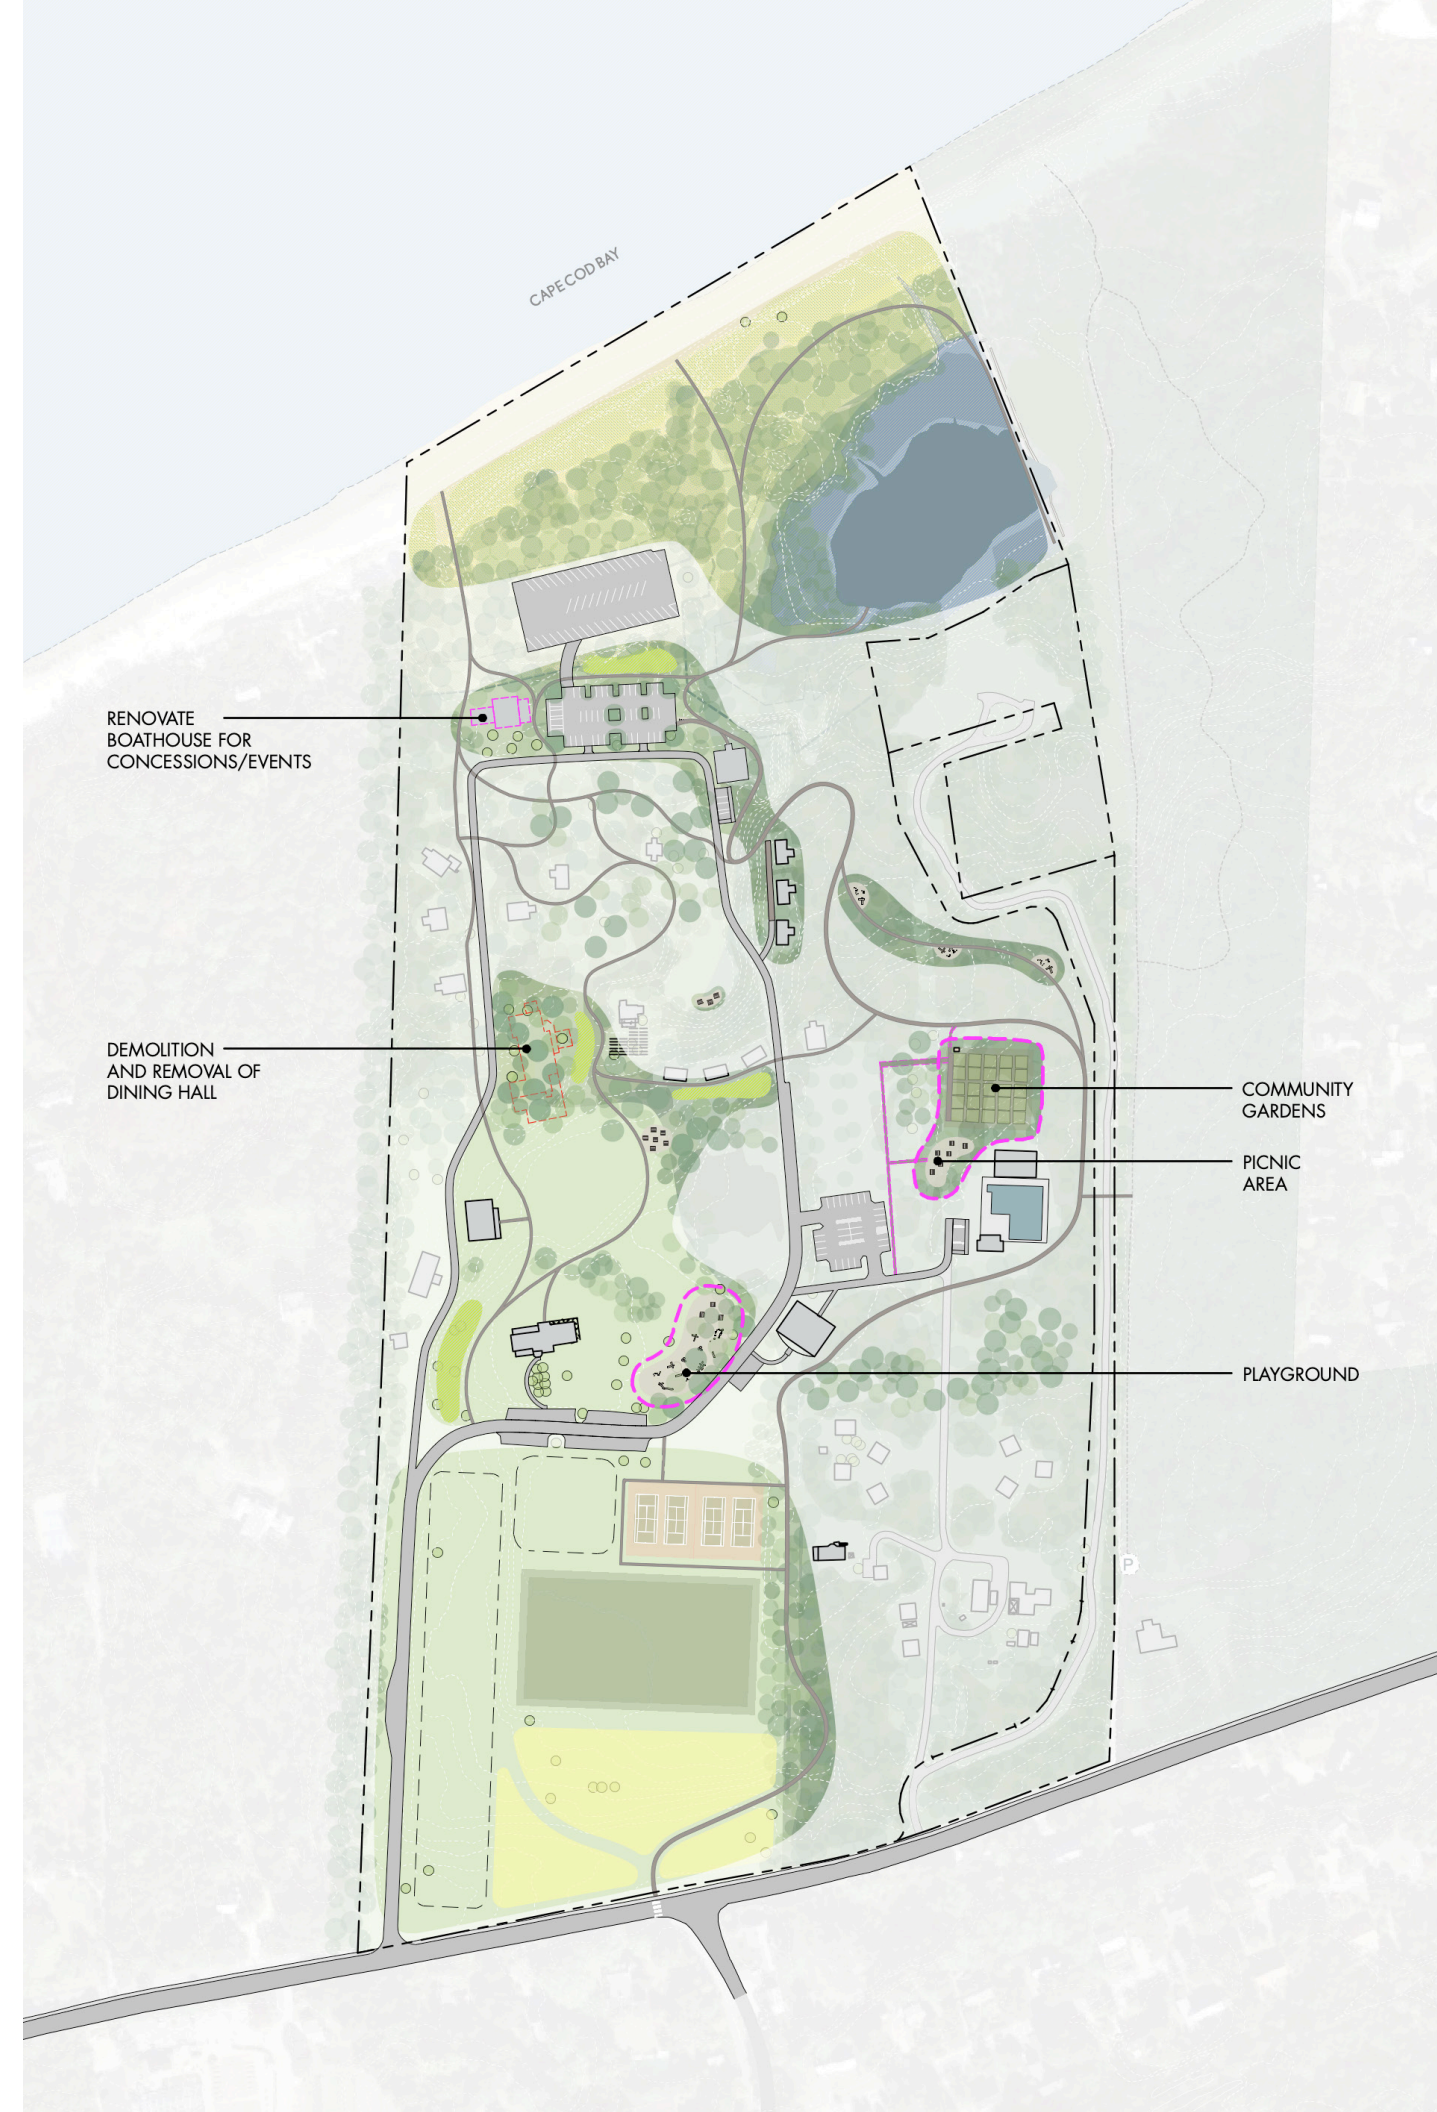 CAPE COD BAY
RENOVATE
BOATHOUSE FOR
CONCESSIONS/EVENTS
DEMOLITION
AND REMOVAL OF
DINING HALL
COMMUNITY
GARDENS
PICNIC
AREA
PLAYGROUND
P